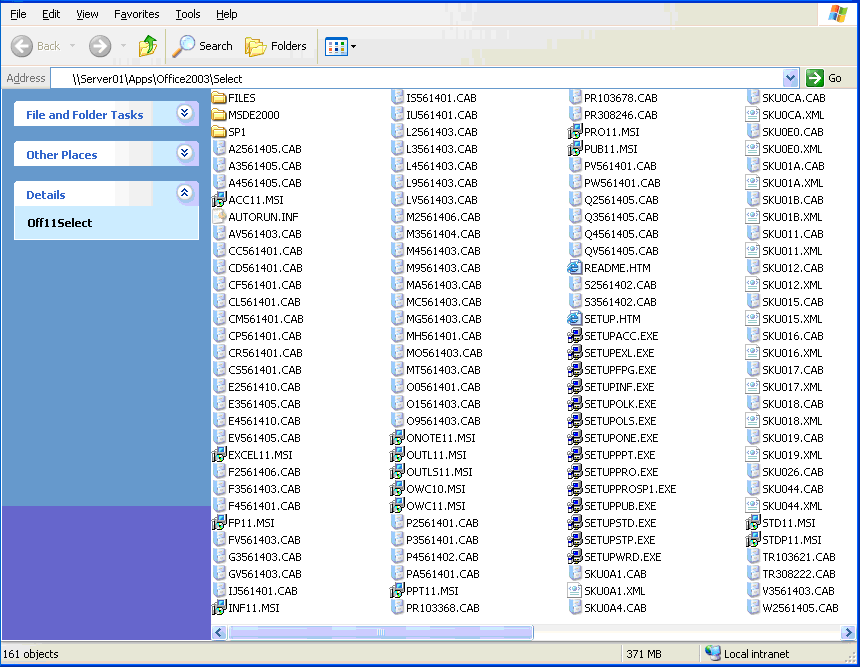 File Edit View Favorites Tools Help
Back Search Folders
Address \\Server01\Apps\Office2003\Select Go
File and Folder Tasks
Other Places
Details
Off11Select
FILES
MSDE2000
SP1
A2561405.CAB
A3561405.CAB
A4561405.CAB
ACC11.MSI
AUTORUN.INF
AV561403.CAB
CC561401.CAB
CD561401.CAB
CF561401.CAB
CL561401.CAB
CM561401.CAB
CP561401.CAB
CR561401.CAB
CS561401.CAB
E2561410.CAB
E3561405.CAB
E4561410.CAB
EV561405.CAB
EXCEL11.MSI
F2561406.CAB
F3561403.CAB
F4561401.CAB
FP11.MSI
FV561403.CAB
G3561403.CAB
GV561403.CAB
IJ561401.CAB
INF11.MSI
IS561401.CAB
IU561401.CAB
L2561403.CAB
L3561403.CAB
L4561403.CAB
L9561403.CAB
LV561403.CAB
M2561406.CAB
M3561404.CAB
M4561403.CAB
M9561403.CAB
MA561403.CAB
MC561403.CAB
MG561403.CAB
MH561401.CAB
MO561403.CAB
MT561403.CAB
O0561401.CAB
O1561403.CAB
O9561403.CAB
ONOTE11.MSI
OUTL11.MSI
OUTLS11.MSI
OWC10.MSI
OWC11.MSI
P2561401.CAB
P3561401.CAB
P4561402.CAB
PA561401.CAB
PPT11.MSI
PR103368.CAB
PR103678.CAB
PR308246.CAB
PRO11.MSI
PUB11.MSI
PV561401.CAB
PW561401.CAB
Q2561405.CAB
Q3561405.CAB
Q4561405.CAB
QV561405.CAB
README.HTM
S2561402.CAB
S3561402.CAB
SETUP.HTM
SETUPACC.EXE
SETUPEXL.EXE
SETUPFPG.EXE
SETUPINF.EXE
SETUPOLK.EXE
SETUPOLS.EXE
SETUPONE.EXE
SETUPPPT.EXE
SETUPPRO.EXE
SETUPPROSP1.EXE
SETUPPUB.EXE
SETUPSTD.EXE
SETUPSTP.EXE
SETUPWRD.EXE
SKU0A1.CAB
SKU0A1.XML
SKU0A4.CAB
SKU0CA.CAB
SKU0CA.XML
SKU0E0.CAB
SKU0E0.XML
SKU01A.CAB
SKU01A.XML
SKU01B.CAB
SKU01B.XML
SKU011.CAB
SKU011.XML
SKU012.CAB
SKU012.XML
SKU015.CAB
SKU015.XML
SKU016.CAB
SKU016.XML
SKU017.CAB
SKU017.XML
SKU018.CAB
SKU018.XML
SKU019.CAB
SKU019.XML
SKU026.CAB
SKU044.CAB
SKU044.XML
STD11.MSI
STDP11.MSI
TR103621.CAB
TR308222.CAB
V3561403.CAB
W2561405.CAB
161 objects 371 MB Local intranet